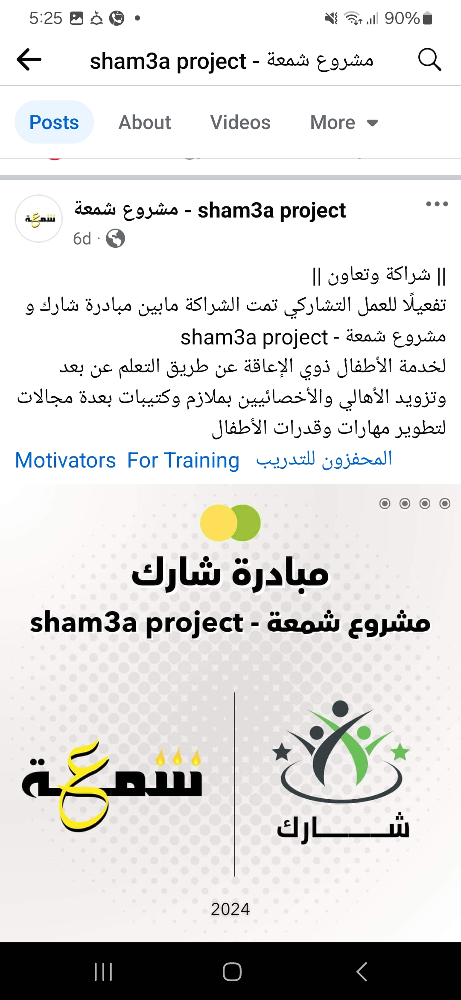 5:25
90%
sham3a project - مشروع شمعة
Posts About Videos More
مشروع شمعة - sham3a project
6d ·
|| شراكة وتعاون ||
تفعيلًا للعمل التشاركي تمت الشراكة مابين مبادرة شارك و
مشروع شمعة - sham3a project
لخدمة الأطفال ذوي الإعاقة عن طريق التعلم عن بعد
وتزويد الأهالي والأخصائيين بملازم وكتيبات بعدة مجالات
لتطوير مهارات وقدرات الأطفال
Motivators For Training المحفزون للتدريب
مبادرة شارك
مشروع شمعة - sham3a project
شمعة
شـــــارك
2024
شمعة